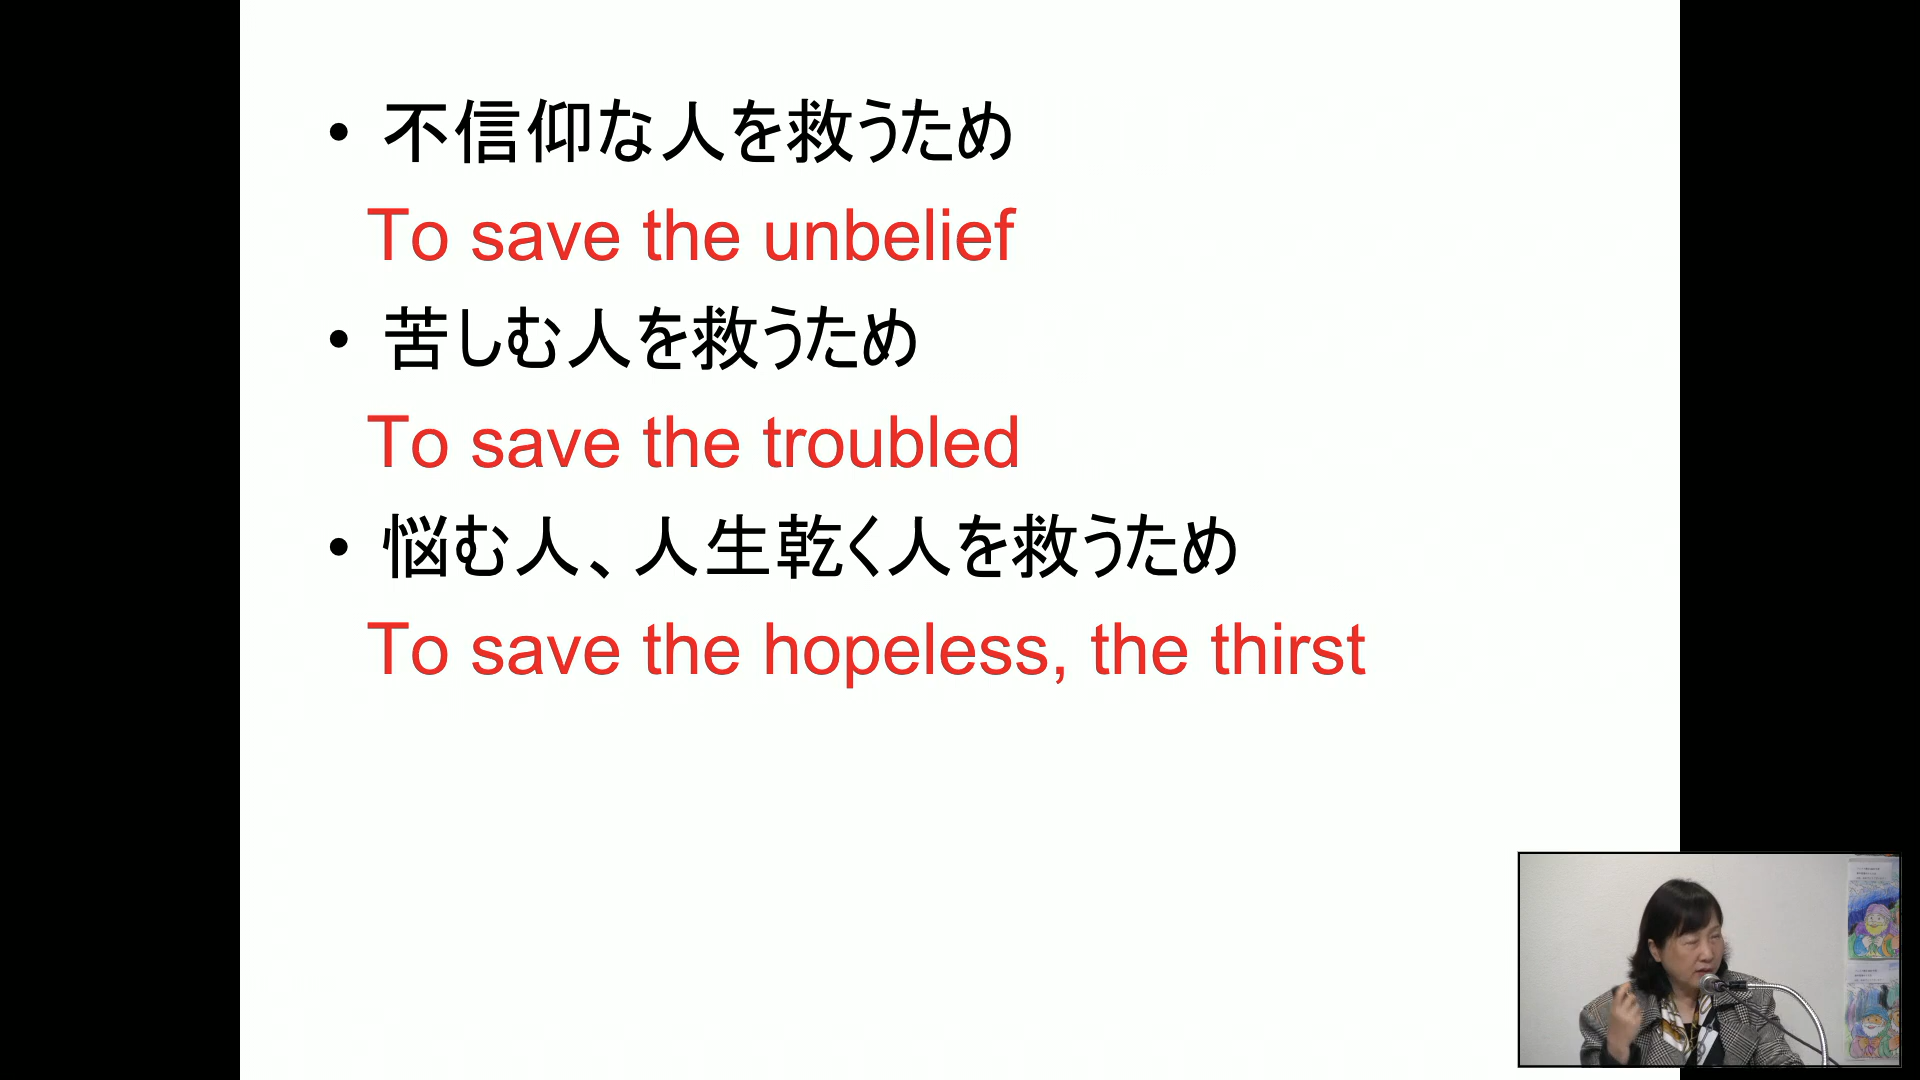 • 不信仰な人を救うため
To save the unbelief
• 苦しむ人を救うため
To save the troubled
• 悩む人、人生乾く人を救うため
To save the hopeless, the thirst